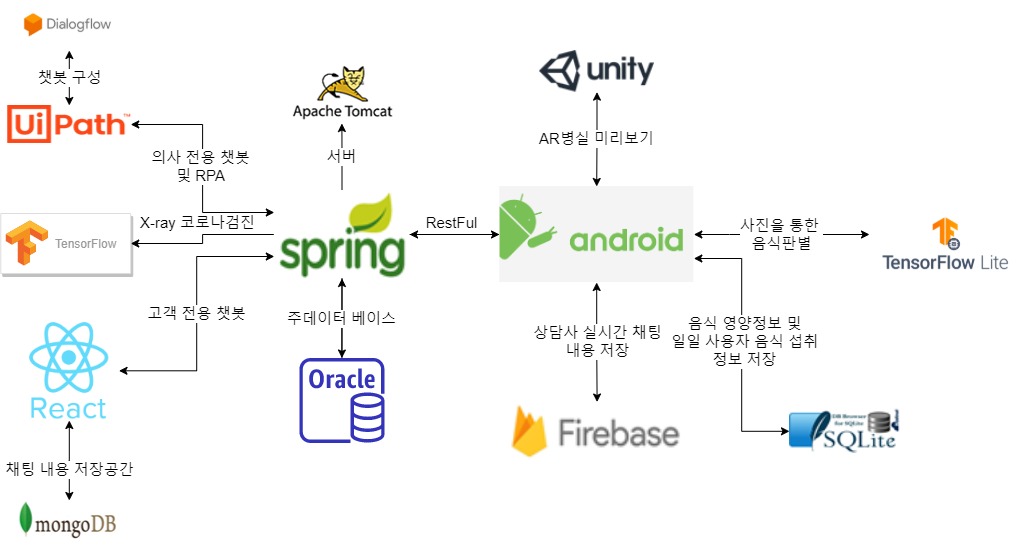 Dialogflow
챗봇 구성
UiPath™
의사 전용 챗봇
및 RPA
X-ray 코로나검진
TensorFlow
고객 전용 챗봇
React
채팅 내용 저장공간
mongoDB
Apache Tomcat
서버
spring
주데이터 베이스
Oracle
RestFul
unity
AR병실 미리보기
android
상담사 실시간 채팅
내용 저장
Firebase
사진을 통한
음식판별
TensorFlow Lite
음식 영양정보 및
일일 사용자 음식 섭취
정보 저장
DB Browser
for SQLite
SQLite